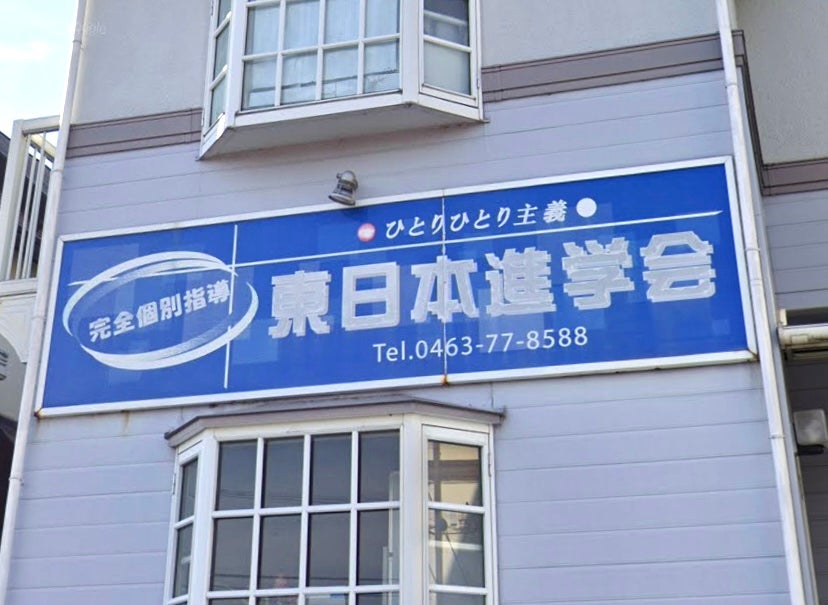 ひとりひとり主義
完全個別指導
東日本進学会
Tel.0463-77-8588